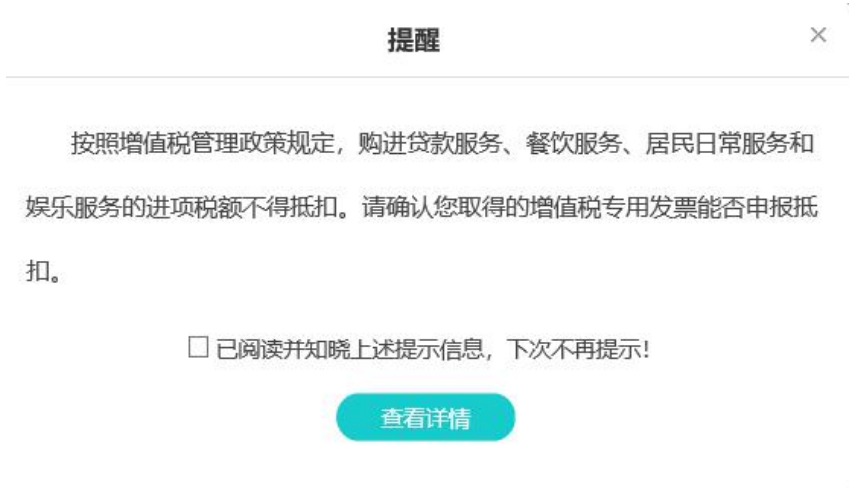 提醒
按照增值税管理政策规定，购进贷款服务、餐饮服务、居民日常服务和
娱乐服务的进项税额不得抵扣。请确认您取得的增值税专用发票能否申报抵
扣。
已阅读并知晓上述提示信息，下次不再提示！
查看详情